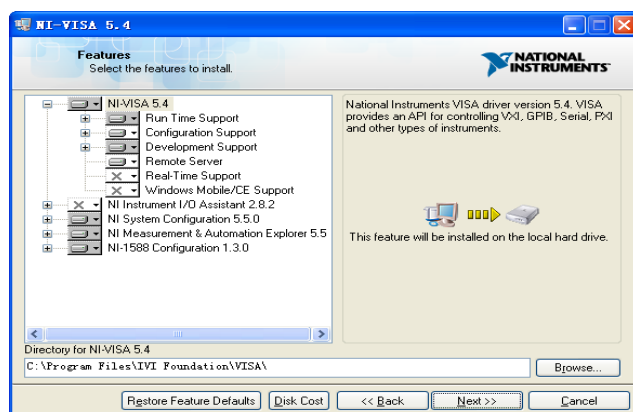 NI-VISA 5.4
Features
Select the features to install.
NATIONAL
INSTRUMENTS
NI-VISA 5.4
Run Time Support
Configuration Support
Development Support
Remote Server
Real-Time Support
Windows Mobile/CE Support
NI Instrument I/O Assistant 2.8.2
NI System Configuration 5.5.0
NI Measurement & Automation Explorer 5.5
NI-1588 Configuration 1.3.0
National Instruments VISA driver version 5.4. VISA
provides an API for controlling VXI, GPIB, Serial, PXI
and other types of instruments.
This feature will be installed on the local hard drive.
Directory for NI-VISA 5.4
C:\Program Files\IVI Foundation\VISA\
Browse...
Restore Feature Defaults
Disk Cost
<< Back
Next >>
Cancel